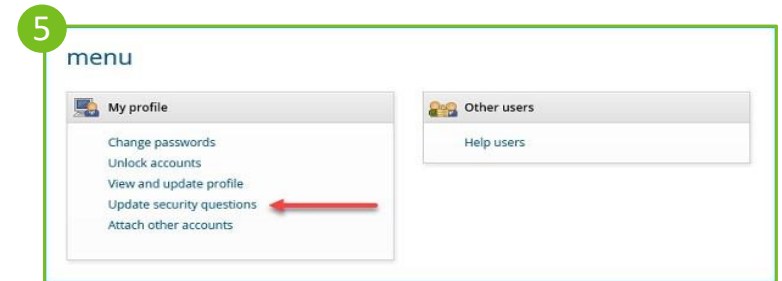 5
menu
My profile
Change passwords
Unlock accounts
View and update profile
Update security questions
Attach other accounts
Other users
Help users